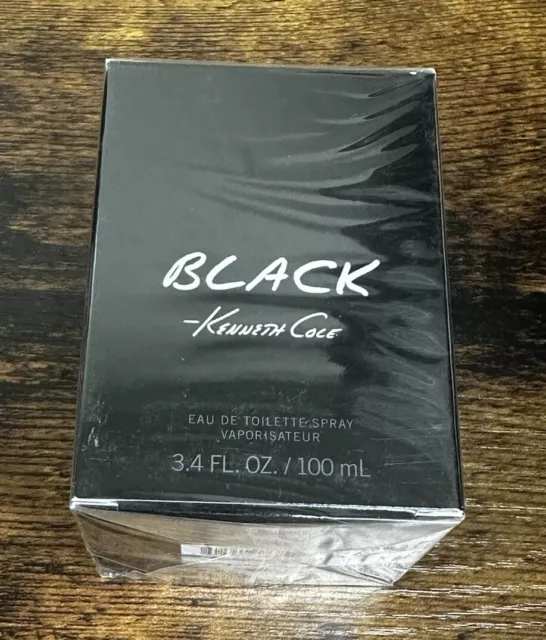 BLACK
-KENNETH COLE
EAU DE TOILETTE SPRAY
VAPORISATEUR
3.4 FL. OZ. / 100 mL